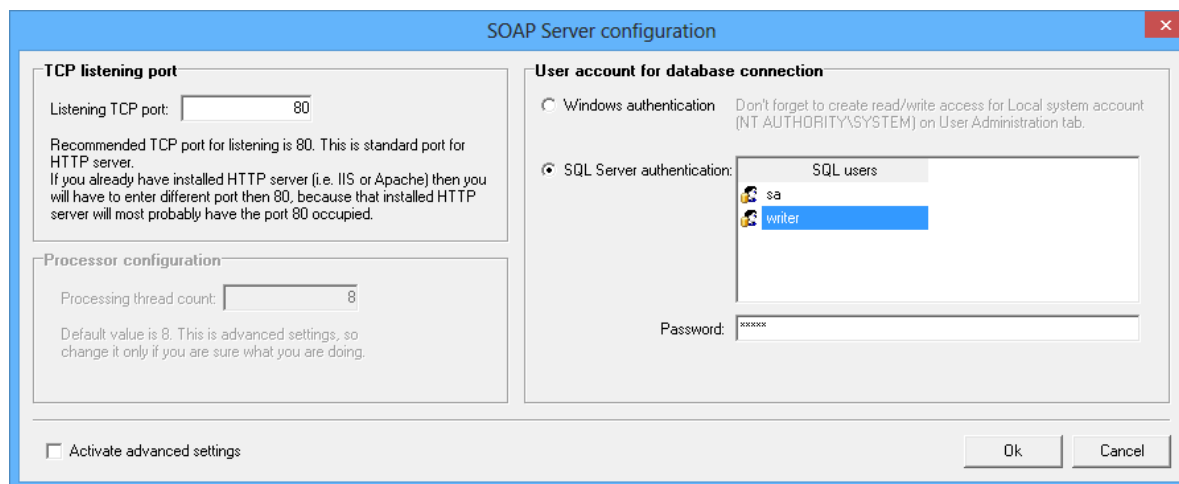 SOAP Server configuration
TCP listening port
Listening TCP port: 80
Recommended TCP port for listening is 80. This is standard port for
HTTP server.
If you already have installed HTTP server (i.e. IIS or Apache) then you
will have to enter different port then 80, because that installed HTTP
server will most probably have the port 80 occupied.
Processor configuration
Processing thread count: 8
Default value is 8. This is advanced settings, so
change it only if you are sure what you are doing.
User account for database connection
Windows authentication
Don't forget to create read/write access for Local system account
(NT AUTHORITY\SYSTEM) on User Administration tab.
SQL Server authentication:
SQL users
sa
writer
Password: xxxxx
Activate advanced settings
Ok
Cancel